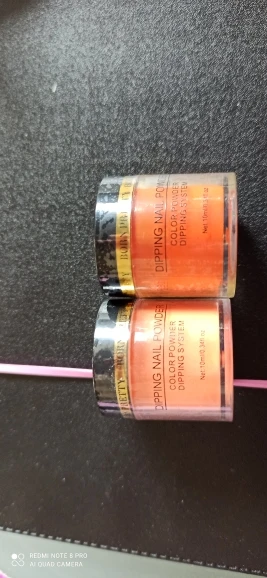 BORN PRETTY
DIPPING NAIL POWDER
COLOR POWDER
DIPPING SYSTEM
PRETTY BORN
DIPPING NAIL POWDER
COLOR POWDER
DIPPING SYSTEM
Net.10ml/0.34fl.oz
REDMI NOTE 8 PRO
AI QUAD CAMERA